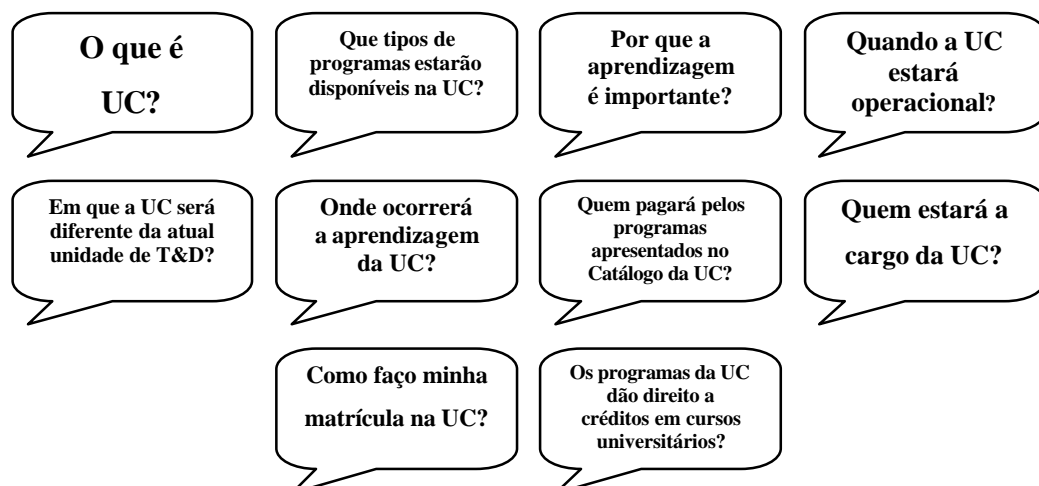 O que é
UC?
Que tipos de
programas estarão
disponíveis na UC?
Por que a
aprendizagem
é importante?
Quando a UC
estará
operacional?
Em que a UC será
diferente da atual
unidade de T&D?
Onde ocorrerá
a aprendizagem
da UC?
Quem pagará pelos
programas
apresentados no
Catálogo da UC?
Quem estará a
cargo da UC?
Como faço minha
matrícula na UC?
Os programas da UC
dão direito a
créditos em cursos
universitários?